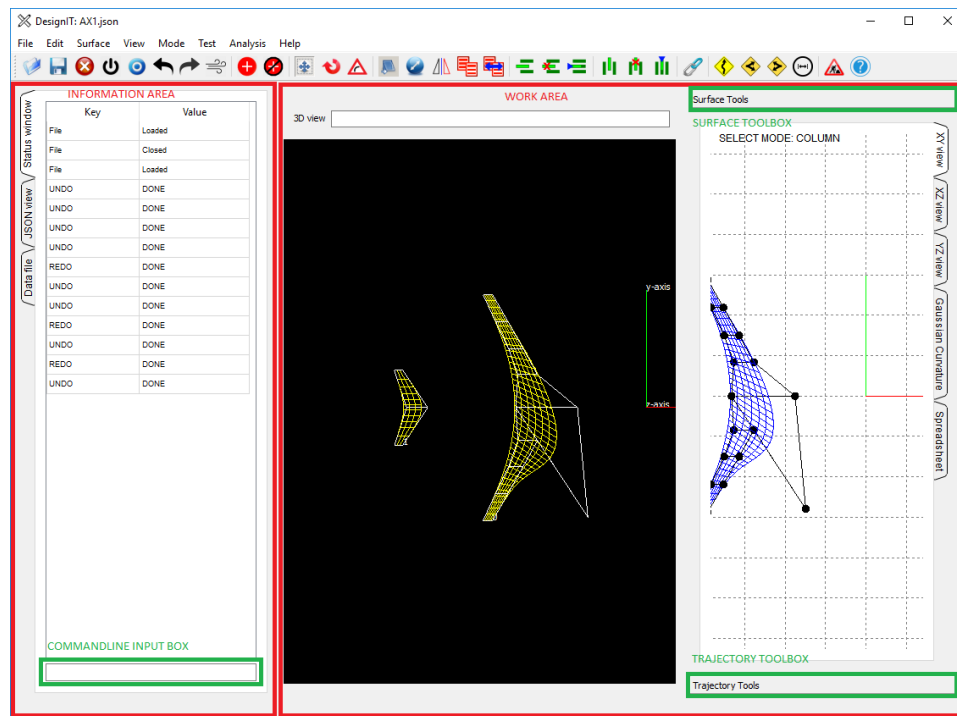 DesignIT: AX1.json
File Edit Surface View Mode Test Analysis Help
INFORMATION AREA
Status window
JSON view
Data file
Key Value
File Loaded
File Closed
File Loaded
UNDO DONE
UNDO DONE
UNDO DONE
UNDO DONE
REDO DONE
UNDO DONE
UNDO DONE
REDO DONE
UNDO DONE
REDO DONE
UNDO DONE
COMMANDLINE INPUT BOX
WORK AREA
3D view
y-axis
z-axis
Surface Tools
SURFACE TOOLBOX
SELECT MODE: COLUMN
XY view
XZ view
YZ view
Gaussian Curvature
Spreadsheet
TRAJECTORY TOOLBOX
Trajectory Tools